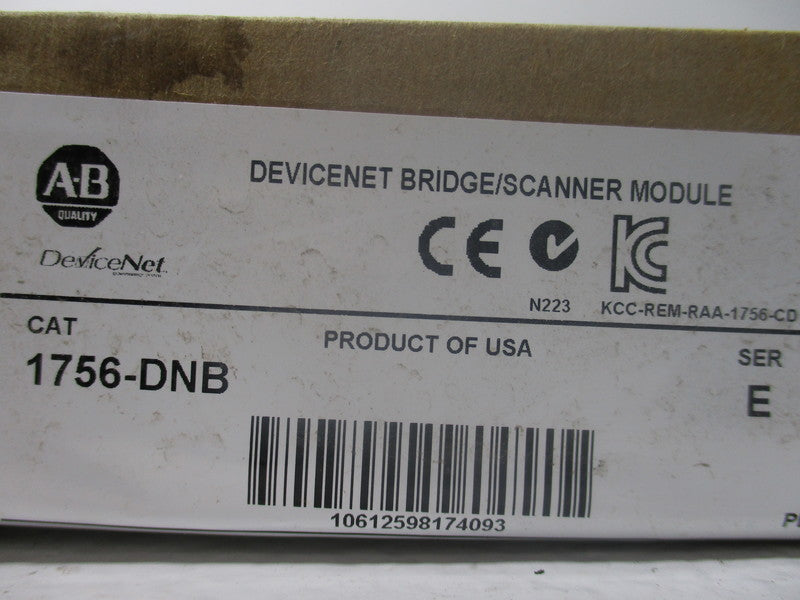 A-B
QUALITY
DEVICENET BRIDGE/SCANNER MODULE
DeviceNet
CE
KC
N223 KCC-REM-RAA-1756-CD
CAT
PRODUCT OF USA
SER
1756-DNB
E
10612598174093